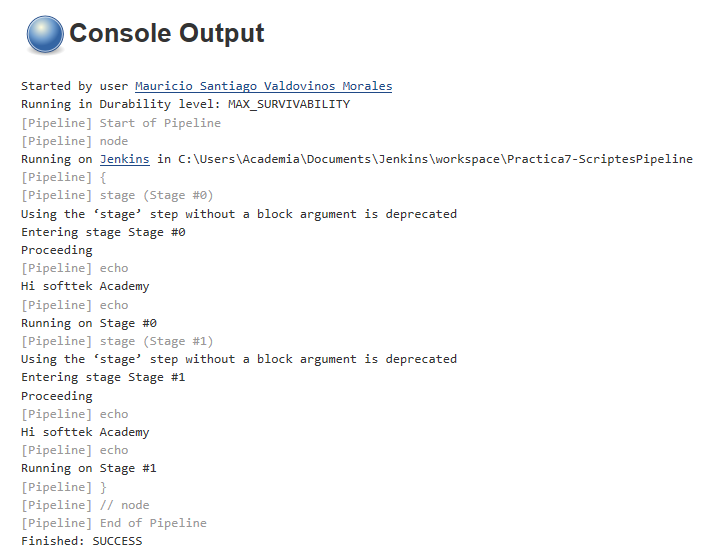 Console Output
Started by user Mauricio Santiago Valdovinos Morales
Running in Durability level: MAX_SURVIVABILITY
[Pipeline] Start of Pipeline
[Pipeline] node
Running on Jenkins in C:\Users\Academia\Documents\Jenkins\workspace\Practica7-ScriptesPipeline
[Pipeline] {
[Pipeline] stage (Stage #0)
Using the ‘stage’ step without a block argument is deprecated
Entering stage Stage #0
Proceeding
[Pipeline] echo
Hi softtek Academy
[Pipeline] echo
Running on Stage #0
[Pipeline] stage (Stage #1)
Using the ‘stage’ step without a block argument is deprecated
Entering stage Stage #1
Proceeding
[Pipeline] echo
Hi softtek Academy
[Pipeline] echo
Running on Stage #1
[Pipeline] }
[Pipeline] // node
[Pipeline] End of Pipeline
Finished: SUCCESS